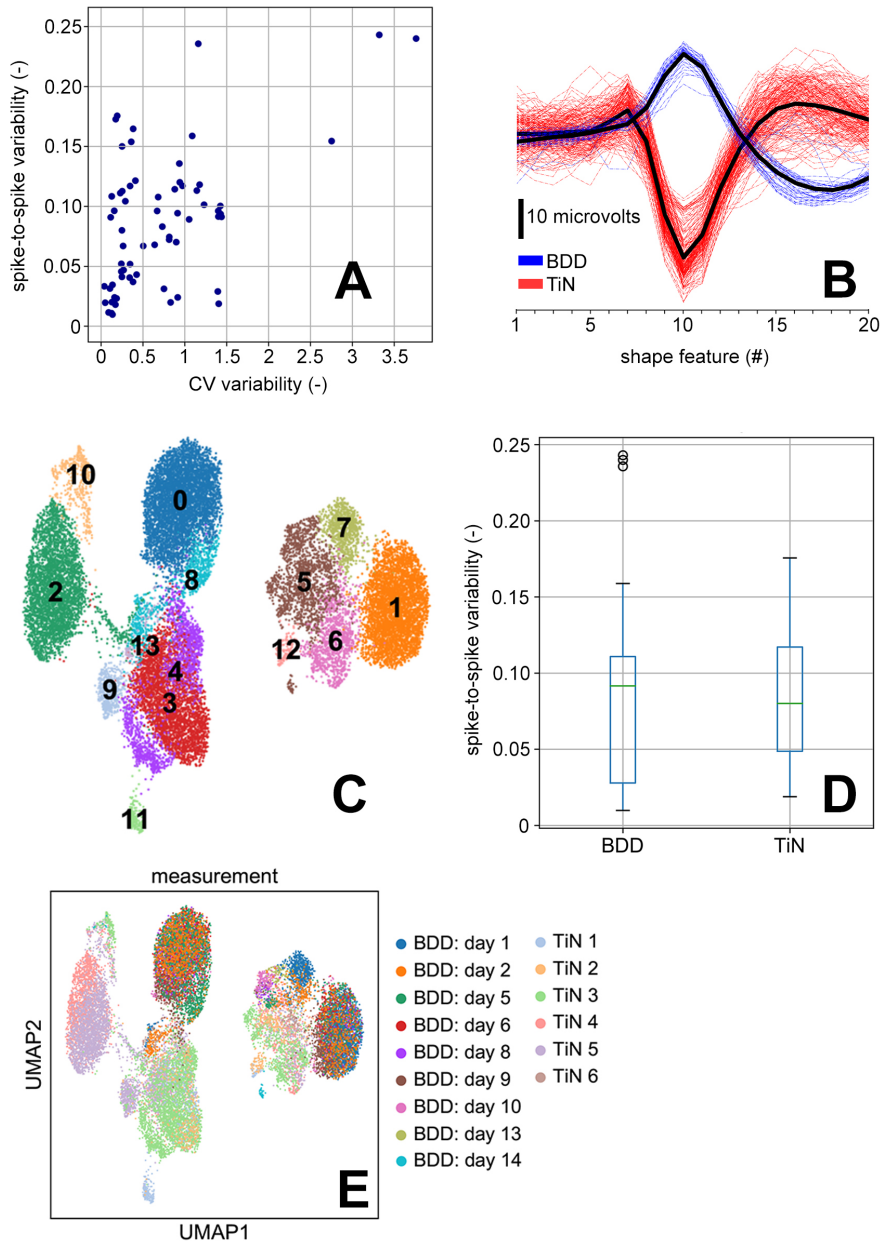 0.25
0.20
0.15
0.10
0.05
0
spike-to-spike variability (-)
0 0.5 1 1.5 2 2.5 3 3.5
CV variability (-)
A
10 microvolts
BDD
TiN
B
1 5 10 15 20
shape feature (#)
10
0
7
2
8
5
1
13
12
6
4
9
3
11
C
0.25
0.20
0.15
0.10
0.05
0
spike-to-spike variability (-)
BDD TiN
D
measurement
UMAP2
UMAP1
E
BDD: day 1
BDD: day 2
BDD: day 5
BDD: day 6
BDD: day 8
BDD: day 9
BDD: day 10
BDD: day 13
BDD: day 14
TiN 1
TiN 2
TiN 3
TiN 4
TiN 5
TiN 6